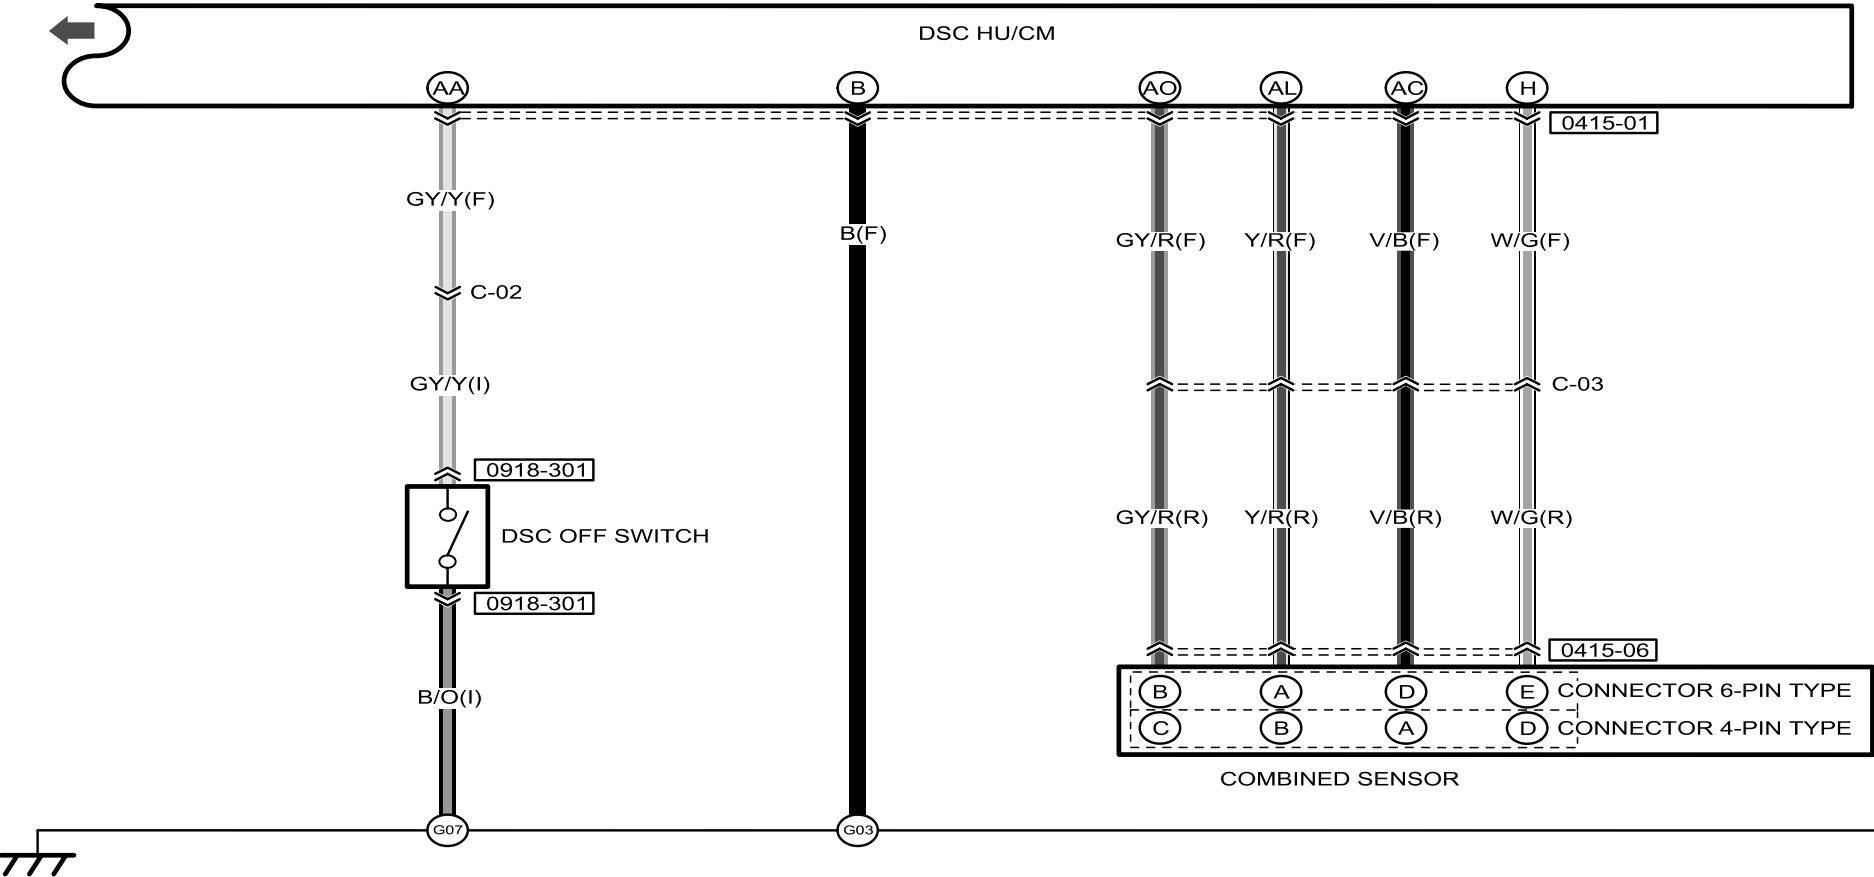 DSC HU/CM
AA B AO AL AC H
0415-01
GY/Y(F)
B(F) GY/R(F) Y/R(F) V/B(F) W/G(F)
C-02
GY/Y(I) C-03
0918-301
GY/R(R) Y/R(R) V/B(R) W/G(R)
DSC OFF SWITCH
0918-301
0415-06
B A D E CONNECTOR 6-PIN TYPE
B/O(I)
C B A D CONNECTOR 4-PIN TYPE
COMBINED SENSOR
G07 G03